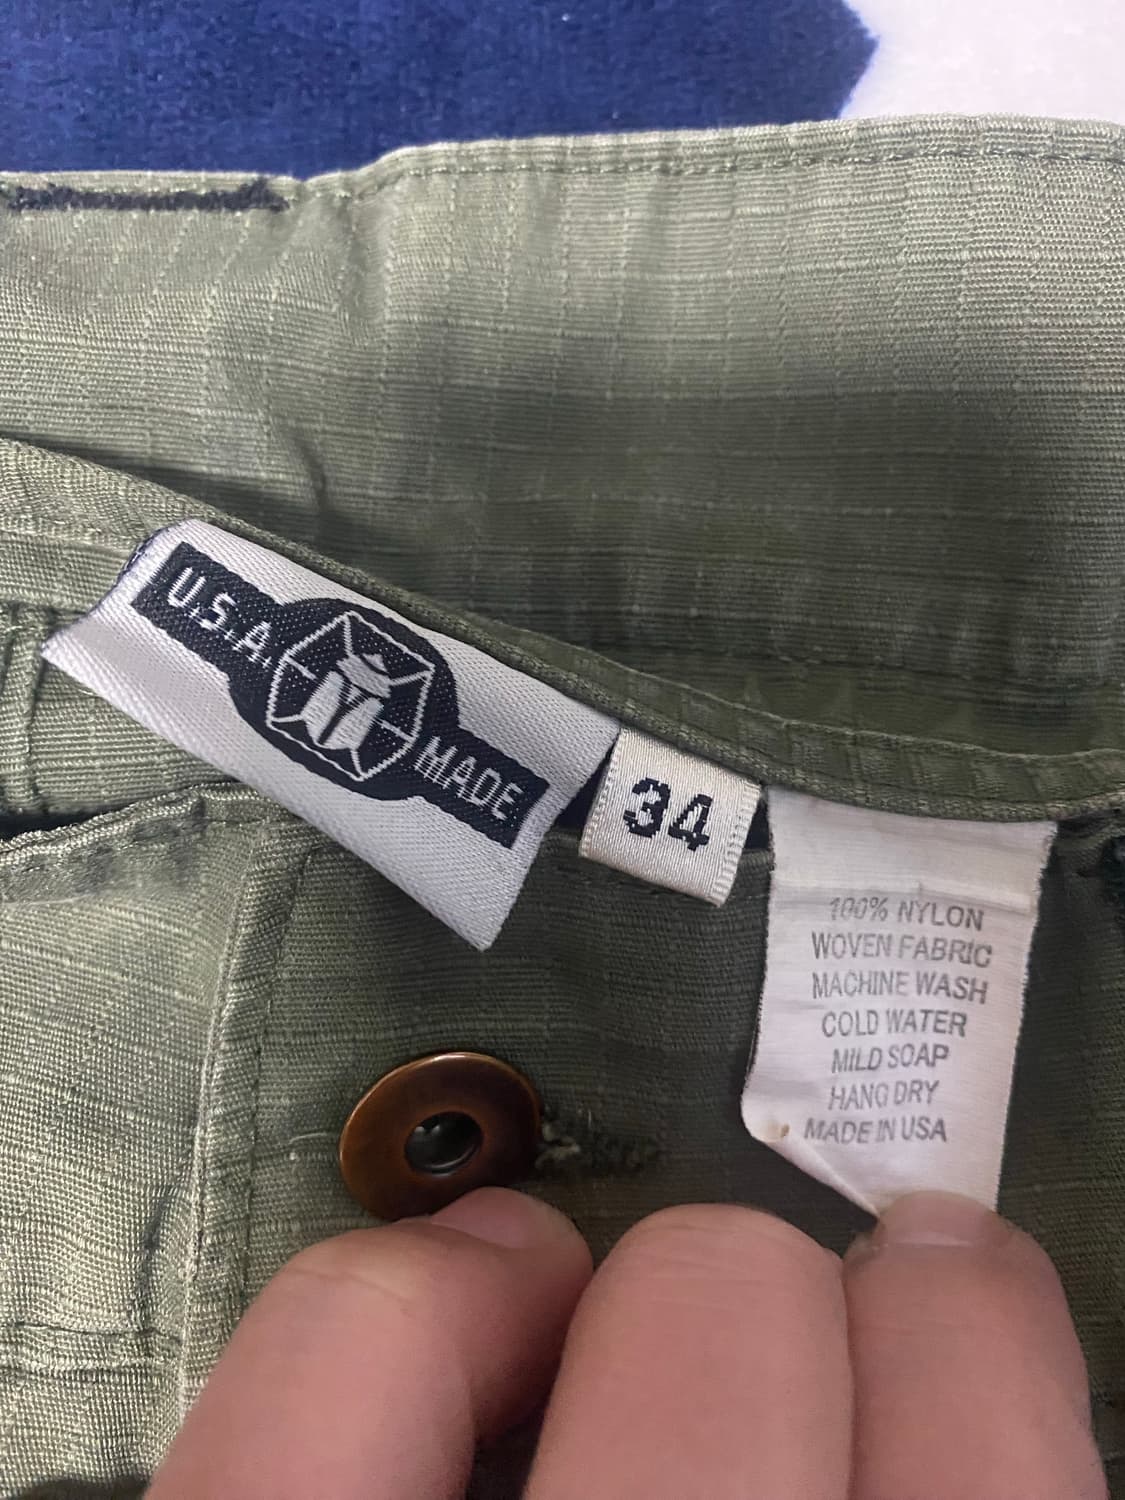 U.S.A. MADE
34
100% NYLON
WOVEN FABRIC
MACHINE WASH
COLD WATER
MILD SOAP
HANG DRY
MADE IN USA